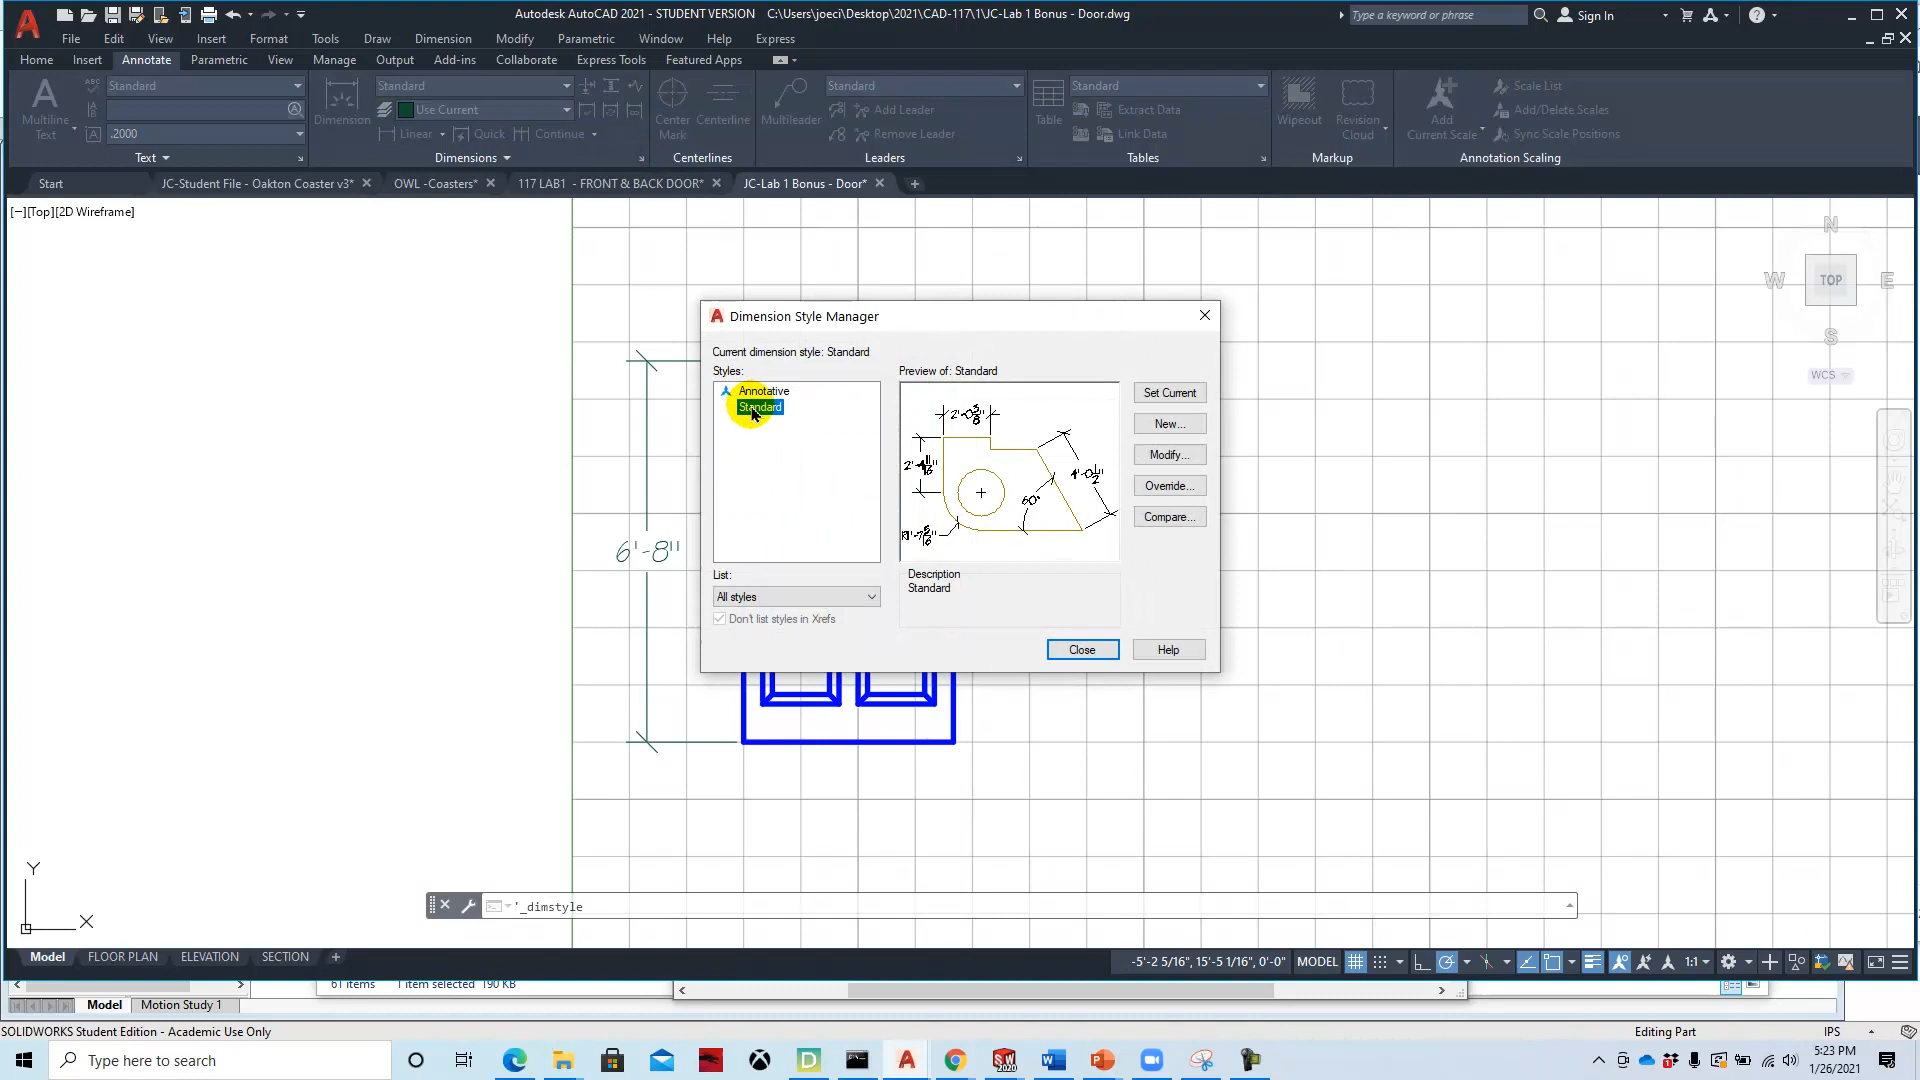 Autodesk AutoCAD 2021 - STUDENT VERSION C:\Users\joeci\Desktop\2021\CAD-117\1\JC-Lab 1 Bonus - Door.dwg
Type a keyword or phrase
Sign In
File Edit View Insert Format Tools Draw Dimension Modify Parametric Window Help Express
Home Insert Annotate Parametric View Manage Output Add-ins Collaborate Express Tools Featured Apps
Multiline Text
Standard
.2000
Text
Dimension
Standard
Use Current
Linear Quick Continue
Dimensions
Center Mark
Centerline
Centerlines
Multileader
Standard
Add Leader
Remove Leader
Leaders
Table
Standard
Extract Data
Link Data
Tables
Wipeout
Revision Cloud
Markup
Add Current Scale
Scale List
Add/Delete Scales
Sync Scale Positions
Annotation Scaling
Start
JC-Student File - Oakton Coaster v3*
OWL -Coasters*
117 LAB1 - FRONT & BACK DOOR*
JC-Lab 1 Bonus - Door*
[−][Top][2D Wireframe]
N
W TOP E
S
WCS
6'-8"
Dimension Style Manager
Current dimension style: Standard
Styles:
Annotative
Standard
Preview of: Standard
60°
Set Current
New...
Modify...
Override...
Compare...
List:
All styles
Don't list styles in Xrefs
Description
Standard
Close
Help
Y
X
'_dimstyle
Model FLOOR PLAN ELEVATION SECTION
-5'-2 5/16", 15'-5 1/16", 0'-0" MODEL
1:1
61 items 1 item selected 190 KB
Model Motion Study 1
SOLIDWORKS Student Edition - Academic Use Only
Editing Part
IPS
Type here to search
5:23 PM
1/26/2021